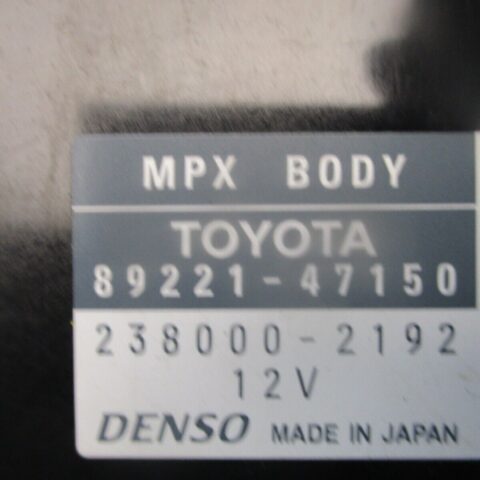 MPX BODY
TOYOTA
89221-47150
238000-2192
12V
DENSO MADE IN JAPAN